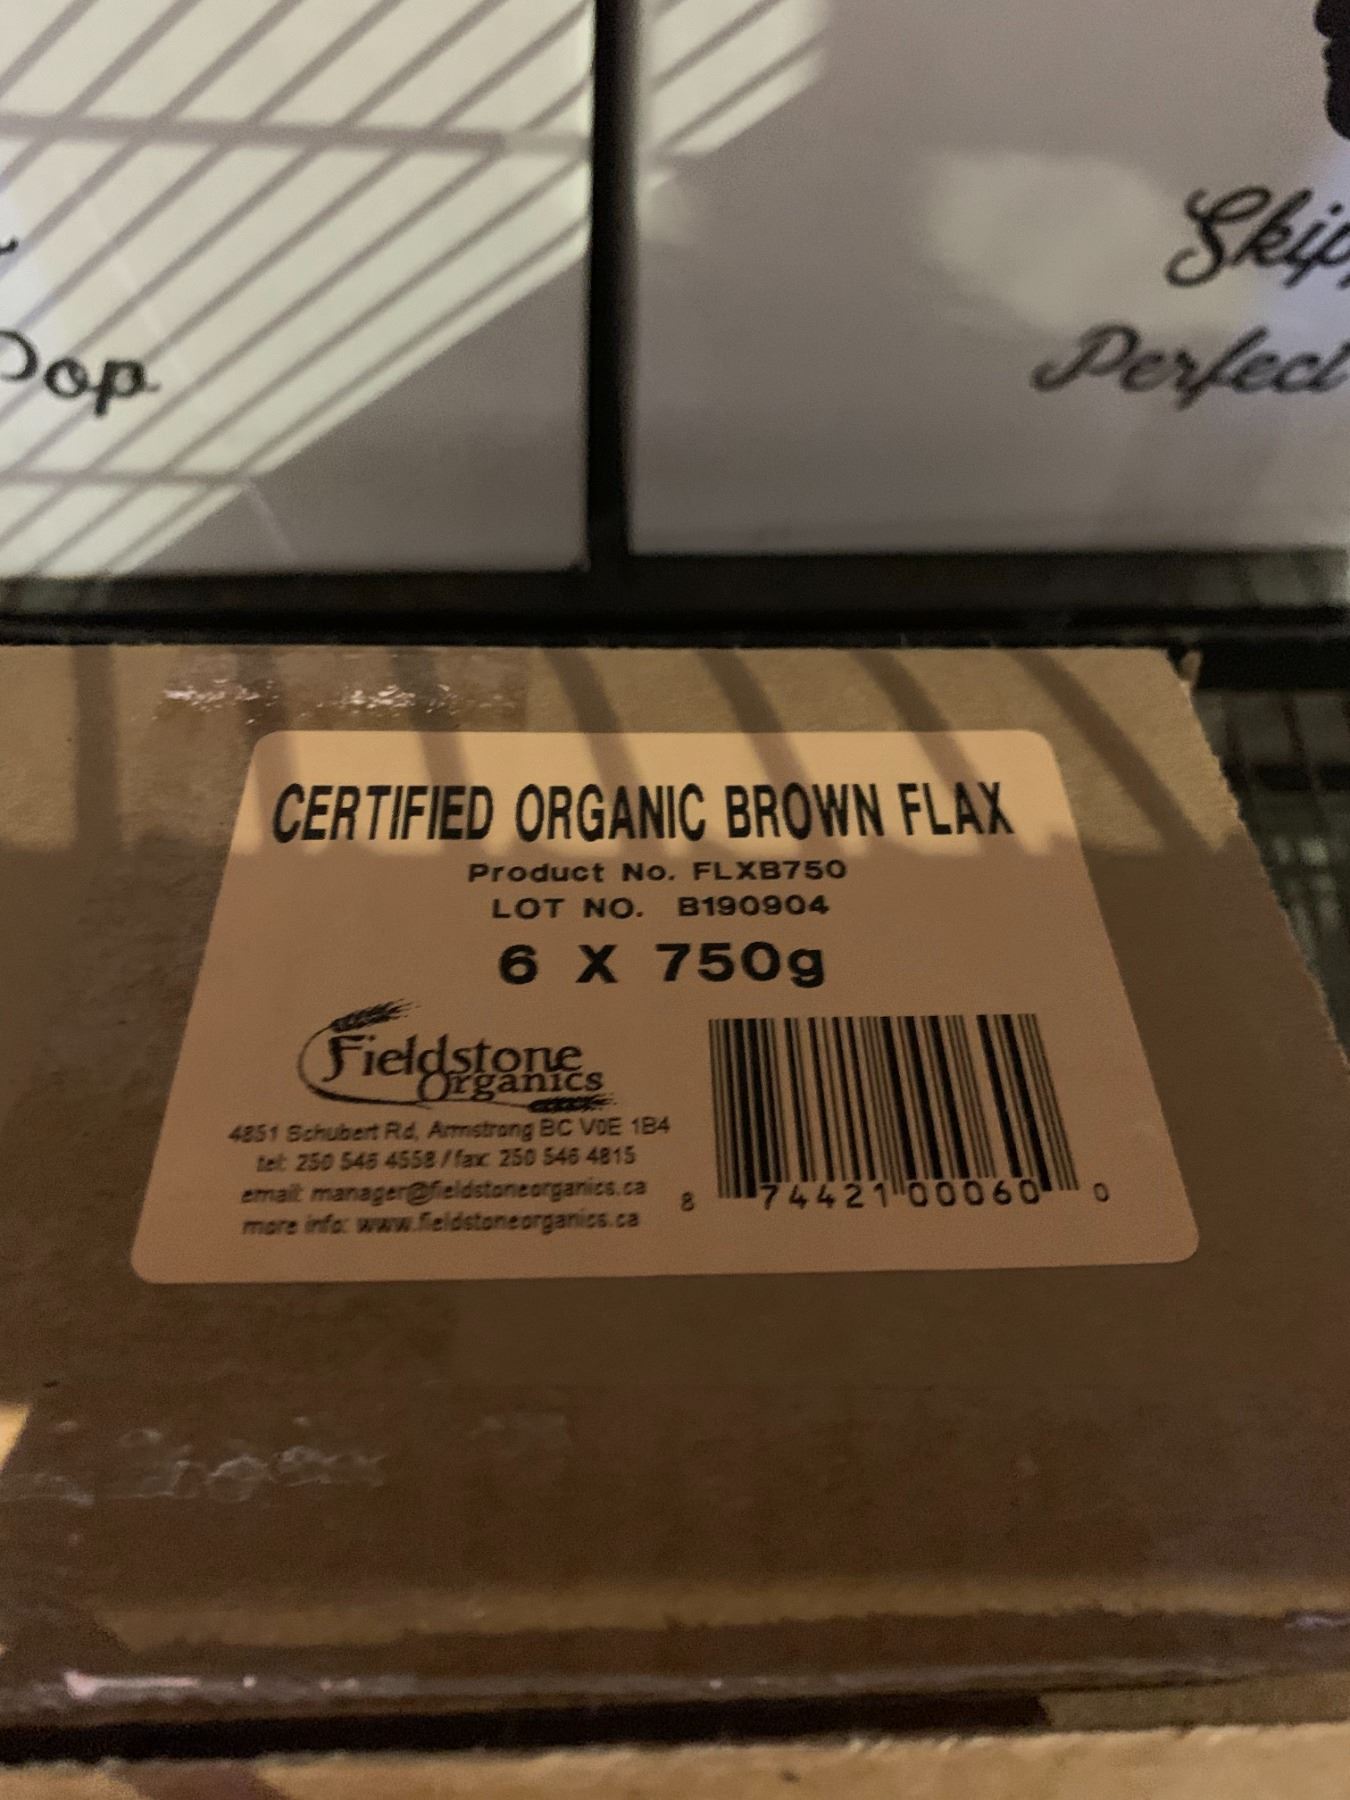 Pop
Perfect
CERTIFIED ORGANIC BROWN FLAX
Product No. FLXB750
LOT NO. B190904
6 X 750g
Fieldstone
Organics
4851 Schubert Rd, Armstrong BC V0E 1B4
tel: 250 546 4558 / fax: 250 546 4815
email: manager@fieldstoneorganics.ca
more info: www.fieldstoneorganics.ca
8 74421 00060 0